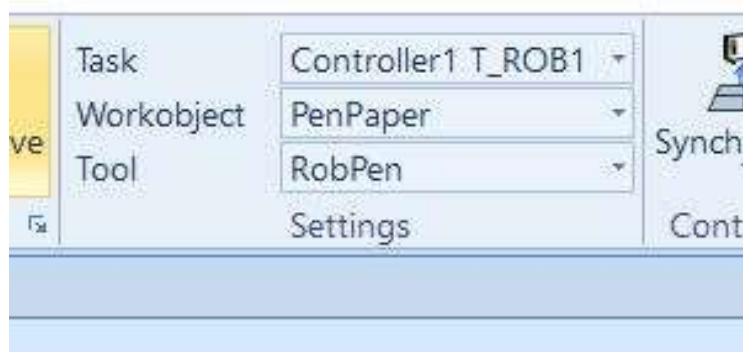 Task Controller1 T_ROB1
Workobject PenPaper
Tool RobPen
Settings
ve
Synch
Cont